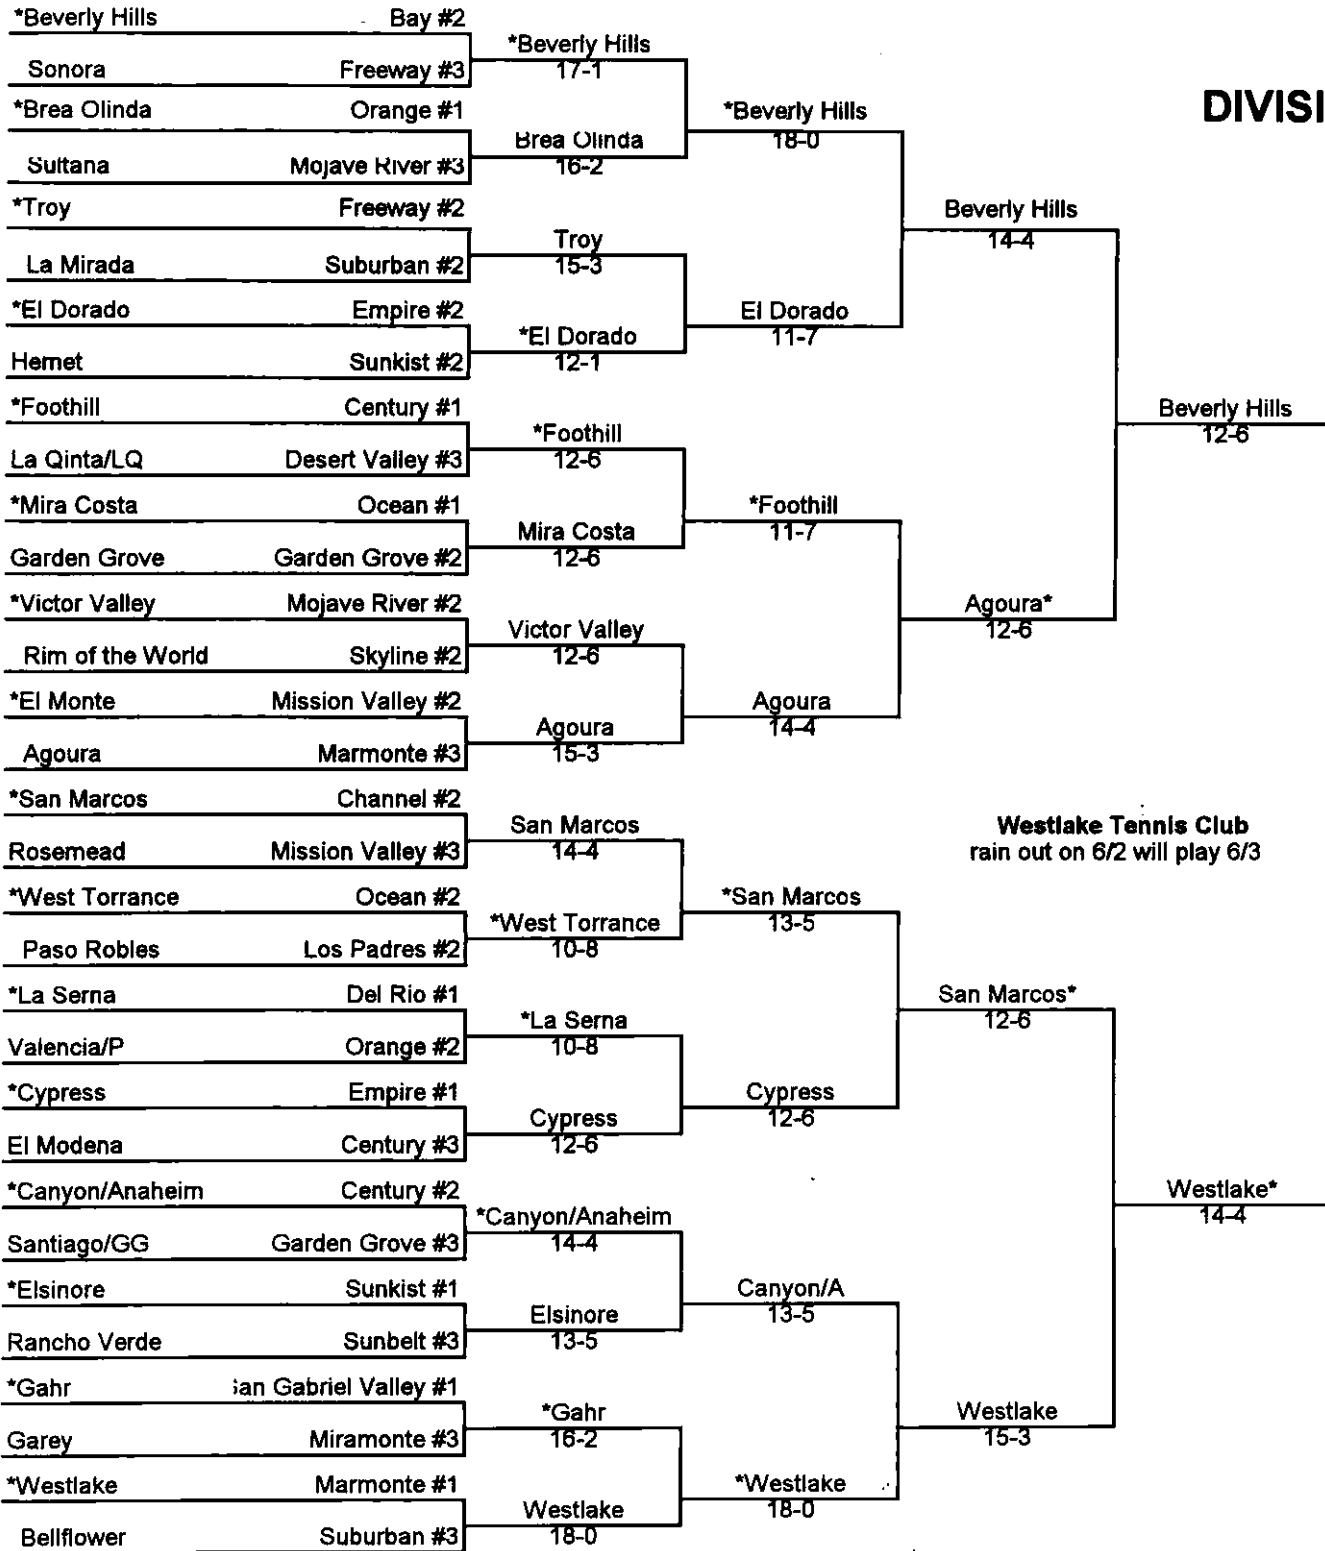 *Beverly Hills Bay #2
Sonora Freeway #3
*Brea Olinda Orange #1
Sultana Mojave River #3
*Troy Freeway #2
La Mirada Suburban #2
*El Dorado Empire #2
Hemet Sunkist #2
*Foothill Century #1
La Qinta/LQ Desert Valley #3
*Mira Costa Ocean #1
Garden Grove Garden Grove #2
*Victor Valley Mojave River #2
Rim of the World Skyline #2
*El Monte Mission Valley #2
Agoura Marmonte #3
*San Marcos Channel #2
Rosemead Mission Valley #3
*West Torrance Ocean #2
Paso Robles Los Padres #2
*La Serna Del Rio #1
Valencia/P Orange #2
*Cypress Empire #1
El Modena Century #3
*Canyon/Anaheim Century #2
Santiago/GG Garden Grove #3
*Elsinore Sunkist #1
Rancho Verde Sunbelt #3
*Gahr an Gabriel Valley #1
Garey Miramonte #3
*Westlake Marmonte #1
Bellflower Suburban #3
*Beverly Hills
17-1
Brea Olinda
16-2
Troy
15-3
*El Dorado
12-1
*Foothill
12-6
Mira Costa
12-6
Victor Valley
12-6
Agoura
15-3
San Marcos
14-4
*West Torrance
10-8
*La Serna
10-8
Cypress
12-6
*Canyon/Anaheim
14-4
Elsinore
13-5
*Gahr
16-2
Westlake
18-0
*Beverly Hills
18-0
El Dorado
11-7
*Foothill
11-7
Agoura
14-4
*San Marcos
13-5
Cypress
12-6
Canyon/A
13-5
*Westlake
18-0
Beverly Hills
14-4
Agoura*
12-6
San Marcos*
12-6
Westlake
15-3
DIVISI
Beverly Hills
12-6
Westlake Tennis Club
rain out on 6/2 will play 6/3
Westlake*
14-4